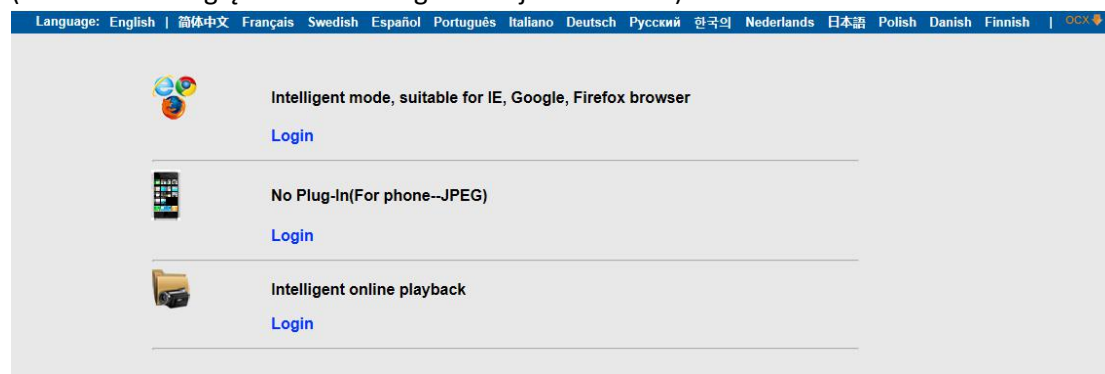 Language: English | 简体中文 Français Swedish Español Português Italiano Deutsch Русский 한국의 Nederlands 日本語 Polish Danish Finnish | OCX
Intelligent mode, suitable for IE, Google, Firefox browser
Login
No Plug-In(For phone--JPEG)
Login
Intelligent online playback
Login